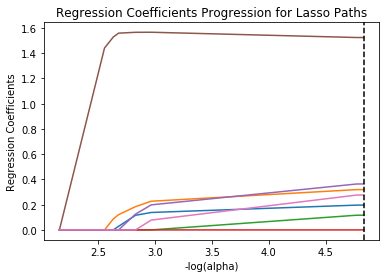 Regression Coefficients Progression for Lasso Paths
1.6
1.4
1.2
1.0
0.8
0.6
0.4
0.2
0.0
Regression Coefficients
2.5 3.0 3.5 4.0 4.5
-log(alpha)